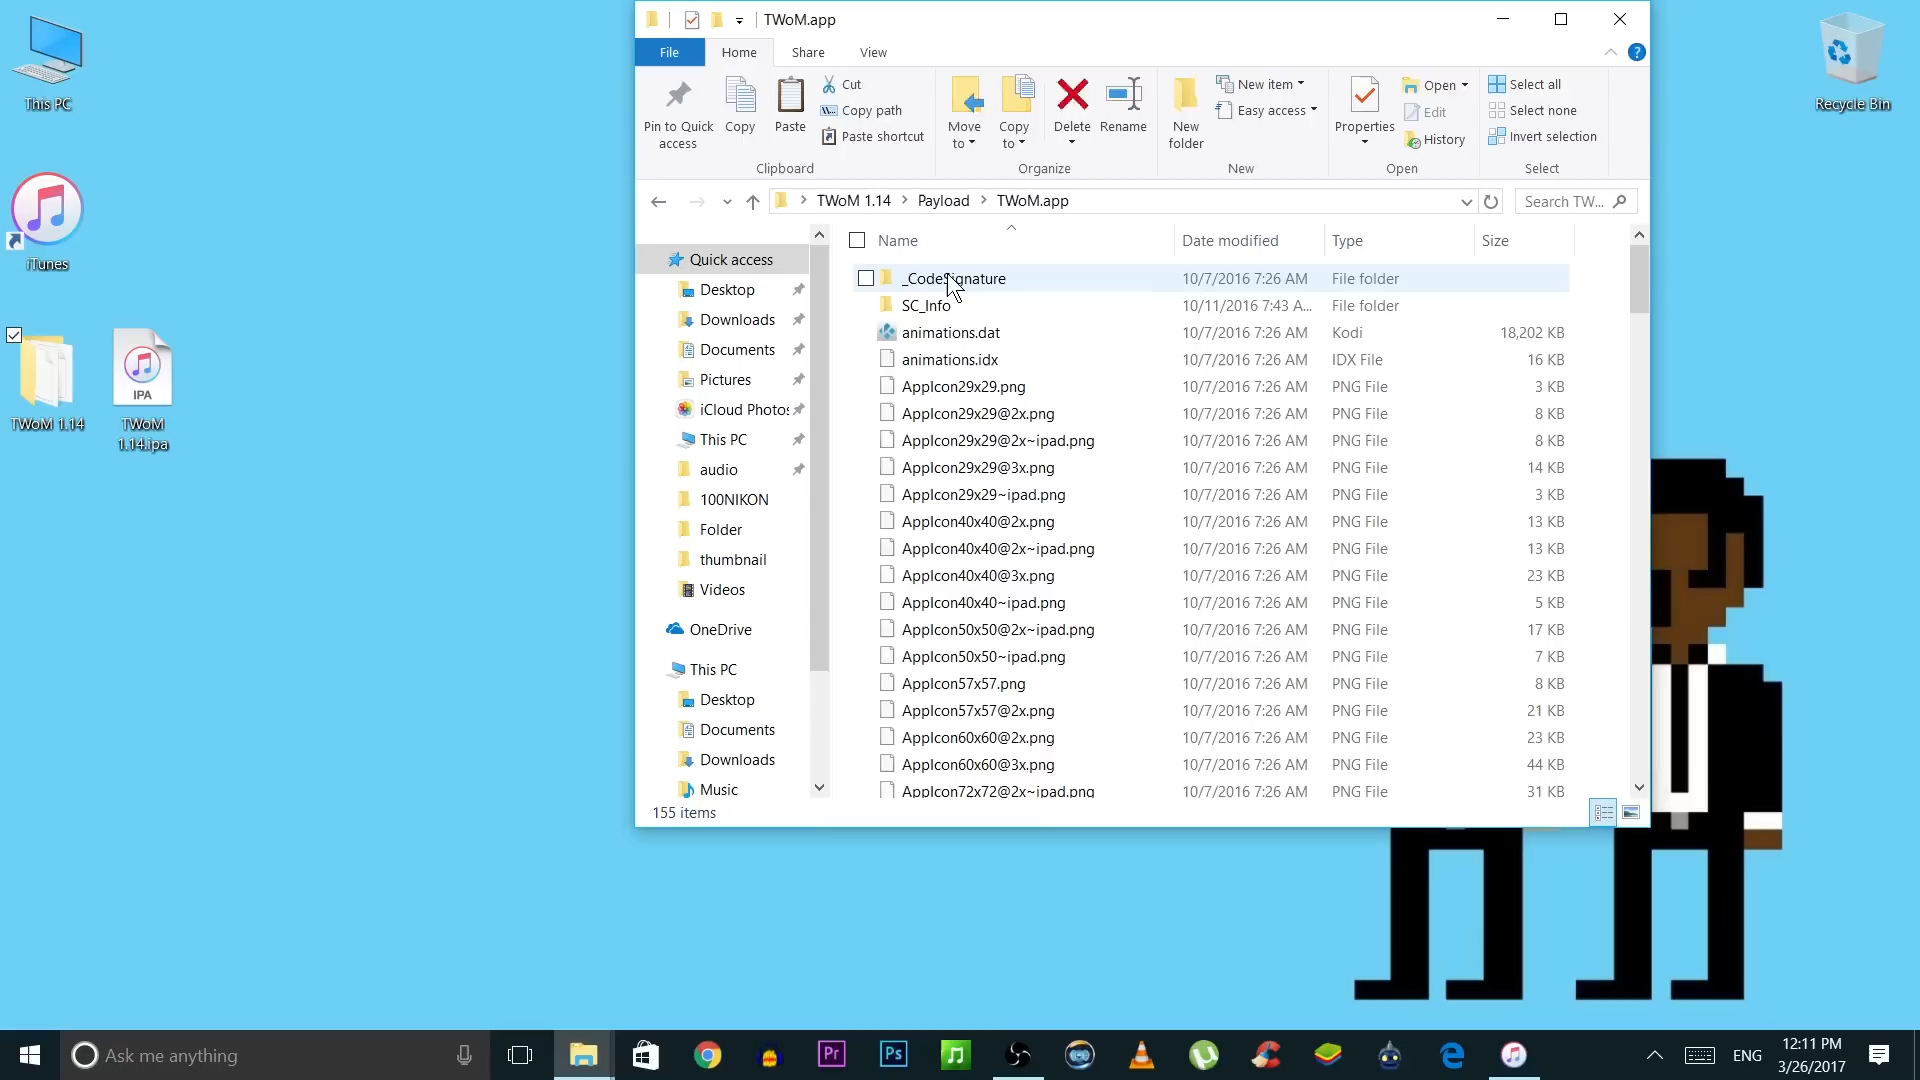 This PC
iTunes
TWoM 1.14
IPA
TWoM
1.14.ipa
Recycle Bin
TWoM.app
File
Home
Share
View
?
Pin to Quick
access
Copy
Paste
Cut
Copy path
Paste shortcut
Clipboard
Move
to
Copy
to
Delete
Rename
Organize
New
folder
New item
Easy access
New
Properties
Open
Edit
History
Open
Select all
Select none
Invert selection
Select
TWoM 1.14
Payload
TWoM.app
Search TW...
Quick access
Desktop
Downloads
Documents
Pictures
iCloud Photos
This PC
audio
100NIKON
Folder
thumbnail
Videos
OneDrive
This PC
Desktop
Documents
Downloads
Music
Name Date modified Type Size
_CodeSignature 10/7/2016 7:26 AM File folder
SC_Info 10/11/2016 7:43 A... File folder
animations.dat 10/7/2016 7:26 AM Kodi 18,202 KB
animations.idx 10/7/2016 7:26 AM IDX File 16 KB
AppIcon29x29.png 10/7/2016 7:26 AM PNG File 3 KB
AppIcon29x29@2x.png 10/7/2016 7:26 AM PNG File 8 KB
AppIcon29x29@2x~ipad.png 10/7/2016 7:26 AM PNG File 8 KB
AppIcon29x29@3x.png 10/7/2016 7:26 AM PNG File 14 KB
AppIcon29x29~ipad.png 10/7/2016 7:26 AM PNG File 3 KB
AppIcon40x40@2x.png 10/7/2016 7:26 AM PNG File 13 KB
AppIcon40x40@2x~ipad.png 10/7/2016 7:26 AM PNG File 13 KB
AppIcon40x40@3x.png 10/7/2016 7:26 AM PNG File 23 KB
AppIcon40x40~ipad.png 10/7/2016 7:26 AM PNG File 5 KB
AppIcon50x50@2x~ipad.png 10/7/2016 7:26 AM PNG File 17 KB
AppIcon50x50~ipad.png 10/7/2016 7:26 AM PNG File 7 KB
AppIcon57x57.png 10/7/2016 7:26 AM PNG File 8 KB
AppIcon57x57@2x.png 10/7/2016 7:26 AM PNG File 21 KB
AppIcon60x60@2x.png 10/7/2016 7:26 AM PNG File 23 KB
AppIcon60x60@3x.png 10/7/2016 7:26 AM PNG File 44 KB
AppIcon72x72@2x~ipad.png 10/7/2016 7:26 AM PNG File 31 KB
155 items
Ask me anything
Pr
Ps
ENG
12:11 PM
3/26/2017